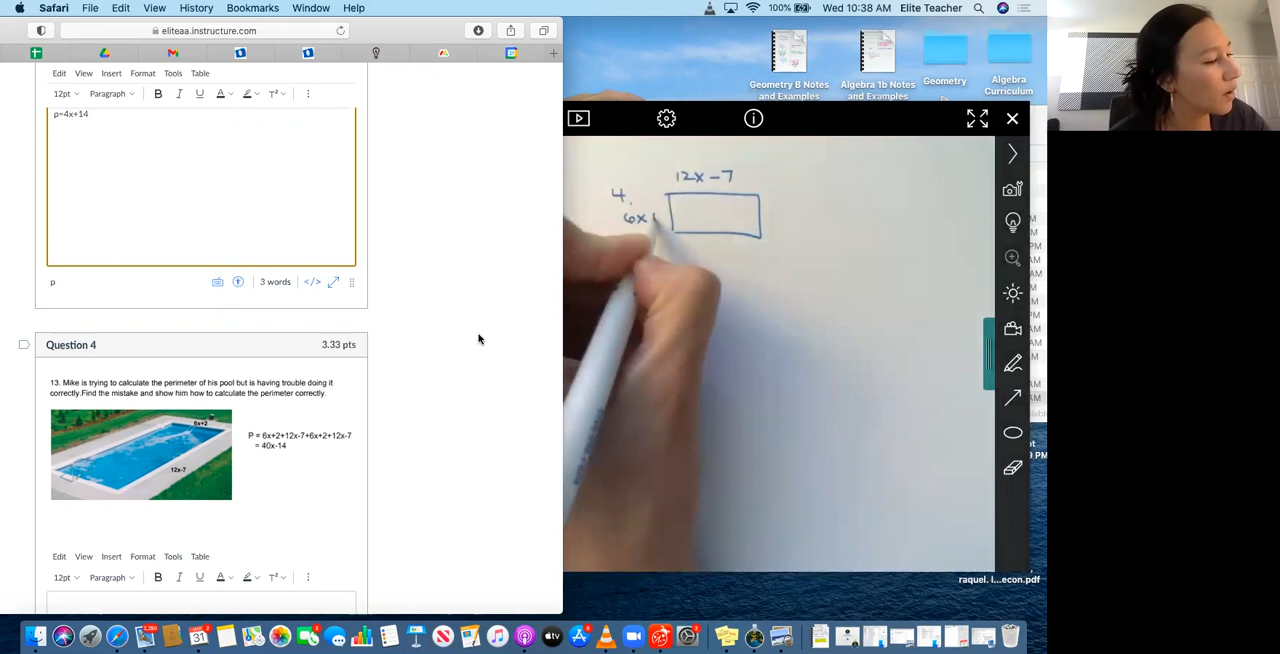 Safari File Edit View History Bookmarks Window Help
100% Wed 10:38 AM Elite Teacher
eliteaa.instructure.com
Edit View Insert Format Tools Table
12pt Paragraph B I U A T²
p=4x+14
p
3 words </>
Question 4
3.33 pts
13. Mike is trying to calculate the perimeter of his pool but is having trouble doing it
correctly.Find the mistake and show him how to calculate the perimeter correctly.
6x+2
12x-7
P = 6x+2+12x-7+6x+2+12x-7
= 40x-14
Edit View Insert Format Tools Table
12pt Paragraph B I U A T²
Geometry B Notes
and Examples
Algebra 1b Notes
and Examples
Geometry
Algebra
Curriculum
12x-7
4.
6x
raquel. l...econ.pdf